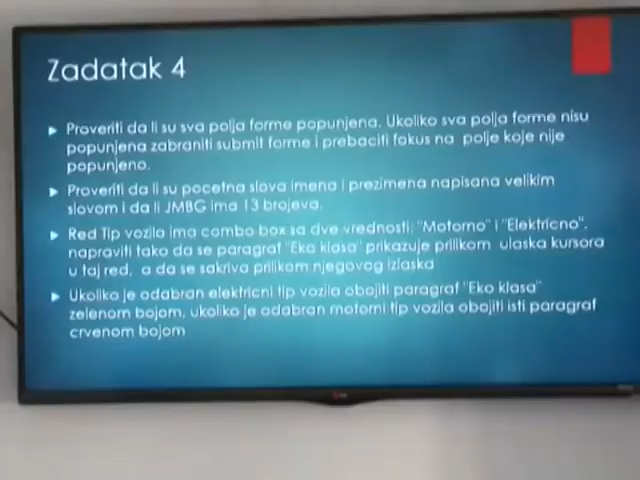 Zadatak 4
Proveriti da li su sva polja forme popunjena. Ukoliko sva polja forme nisu
popunjena zabraniti submit forme i prebaciti fokus na polje koje nije
popunjeno.
Proveriti da li su pocetna slova imena i prezimena napisana velikim
slovom i da li JMBG ima 13 brojeva.
Red Tip vozila ima combo box sa dve vrednosti: "Motorno" i "Elektricno".
napraviti tako da se paragraf "Eko klasa" prikazuje prilikom ulaska kursora
u taj red, a da se sakriva prilikom njegovog izlaska
Ukoliko je odabran elektricni tip vozila obojiti paragraf "Eko klasa"
zelenom bojom, ukoliko je odabran motorni tip vozila obojiti isti paragraf
crvenom bojom